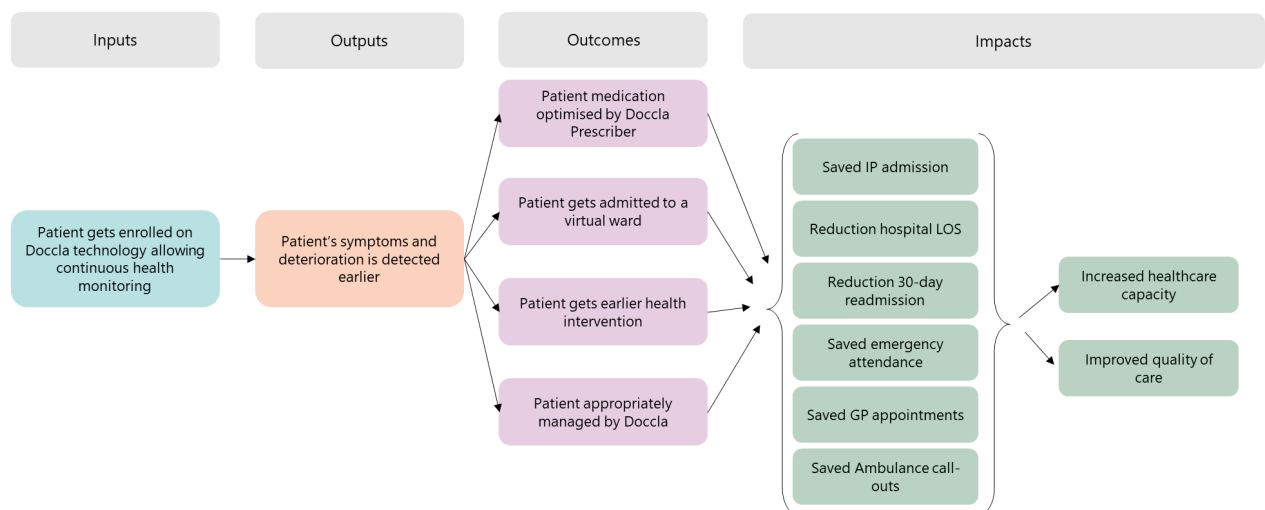 Inputs
Outputs
Outcomes
Impacts
Patient gets enrolled on
Doccla technology allowing
continuous health
monitoring
Patient's symptoms and
deterioration is detected
earlier
Patient medication
optimised by Doccla
Prescriber
Patient gets admitted to a
virtual ward
Patient gets earlier health
intervention
Patient appropriately
managed by Doccla
Saved IP admission
Reduction hospital LOS
Reduction 30-day
readmission
Saved emergency
attendance
Saved GP appointments
Saved Ambulance call-
outs
Increased healthcare
capacity
Improved quality of
care